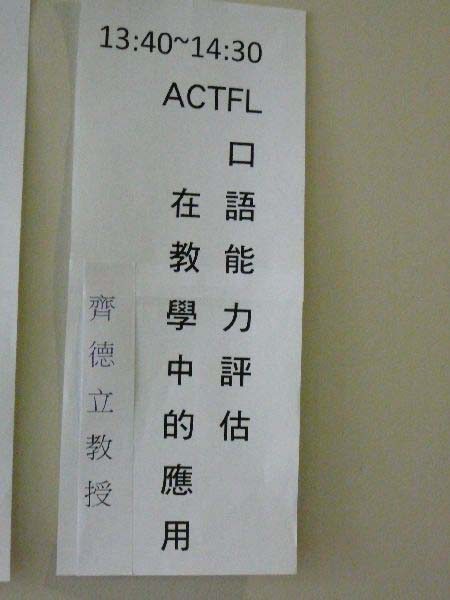 13:40~14:30
ACTFL
口語能力評估
在教學中的應用
齊德立教授